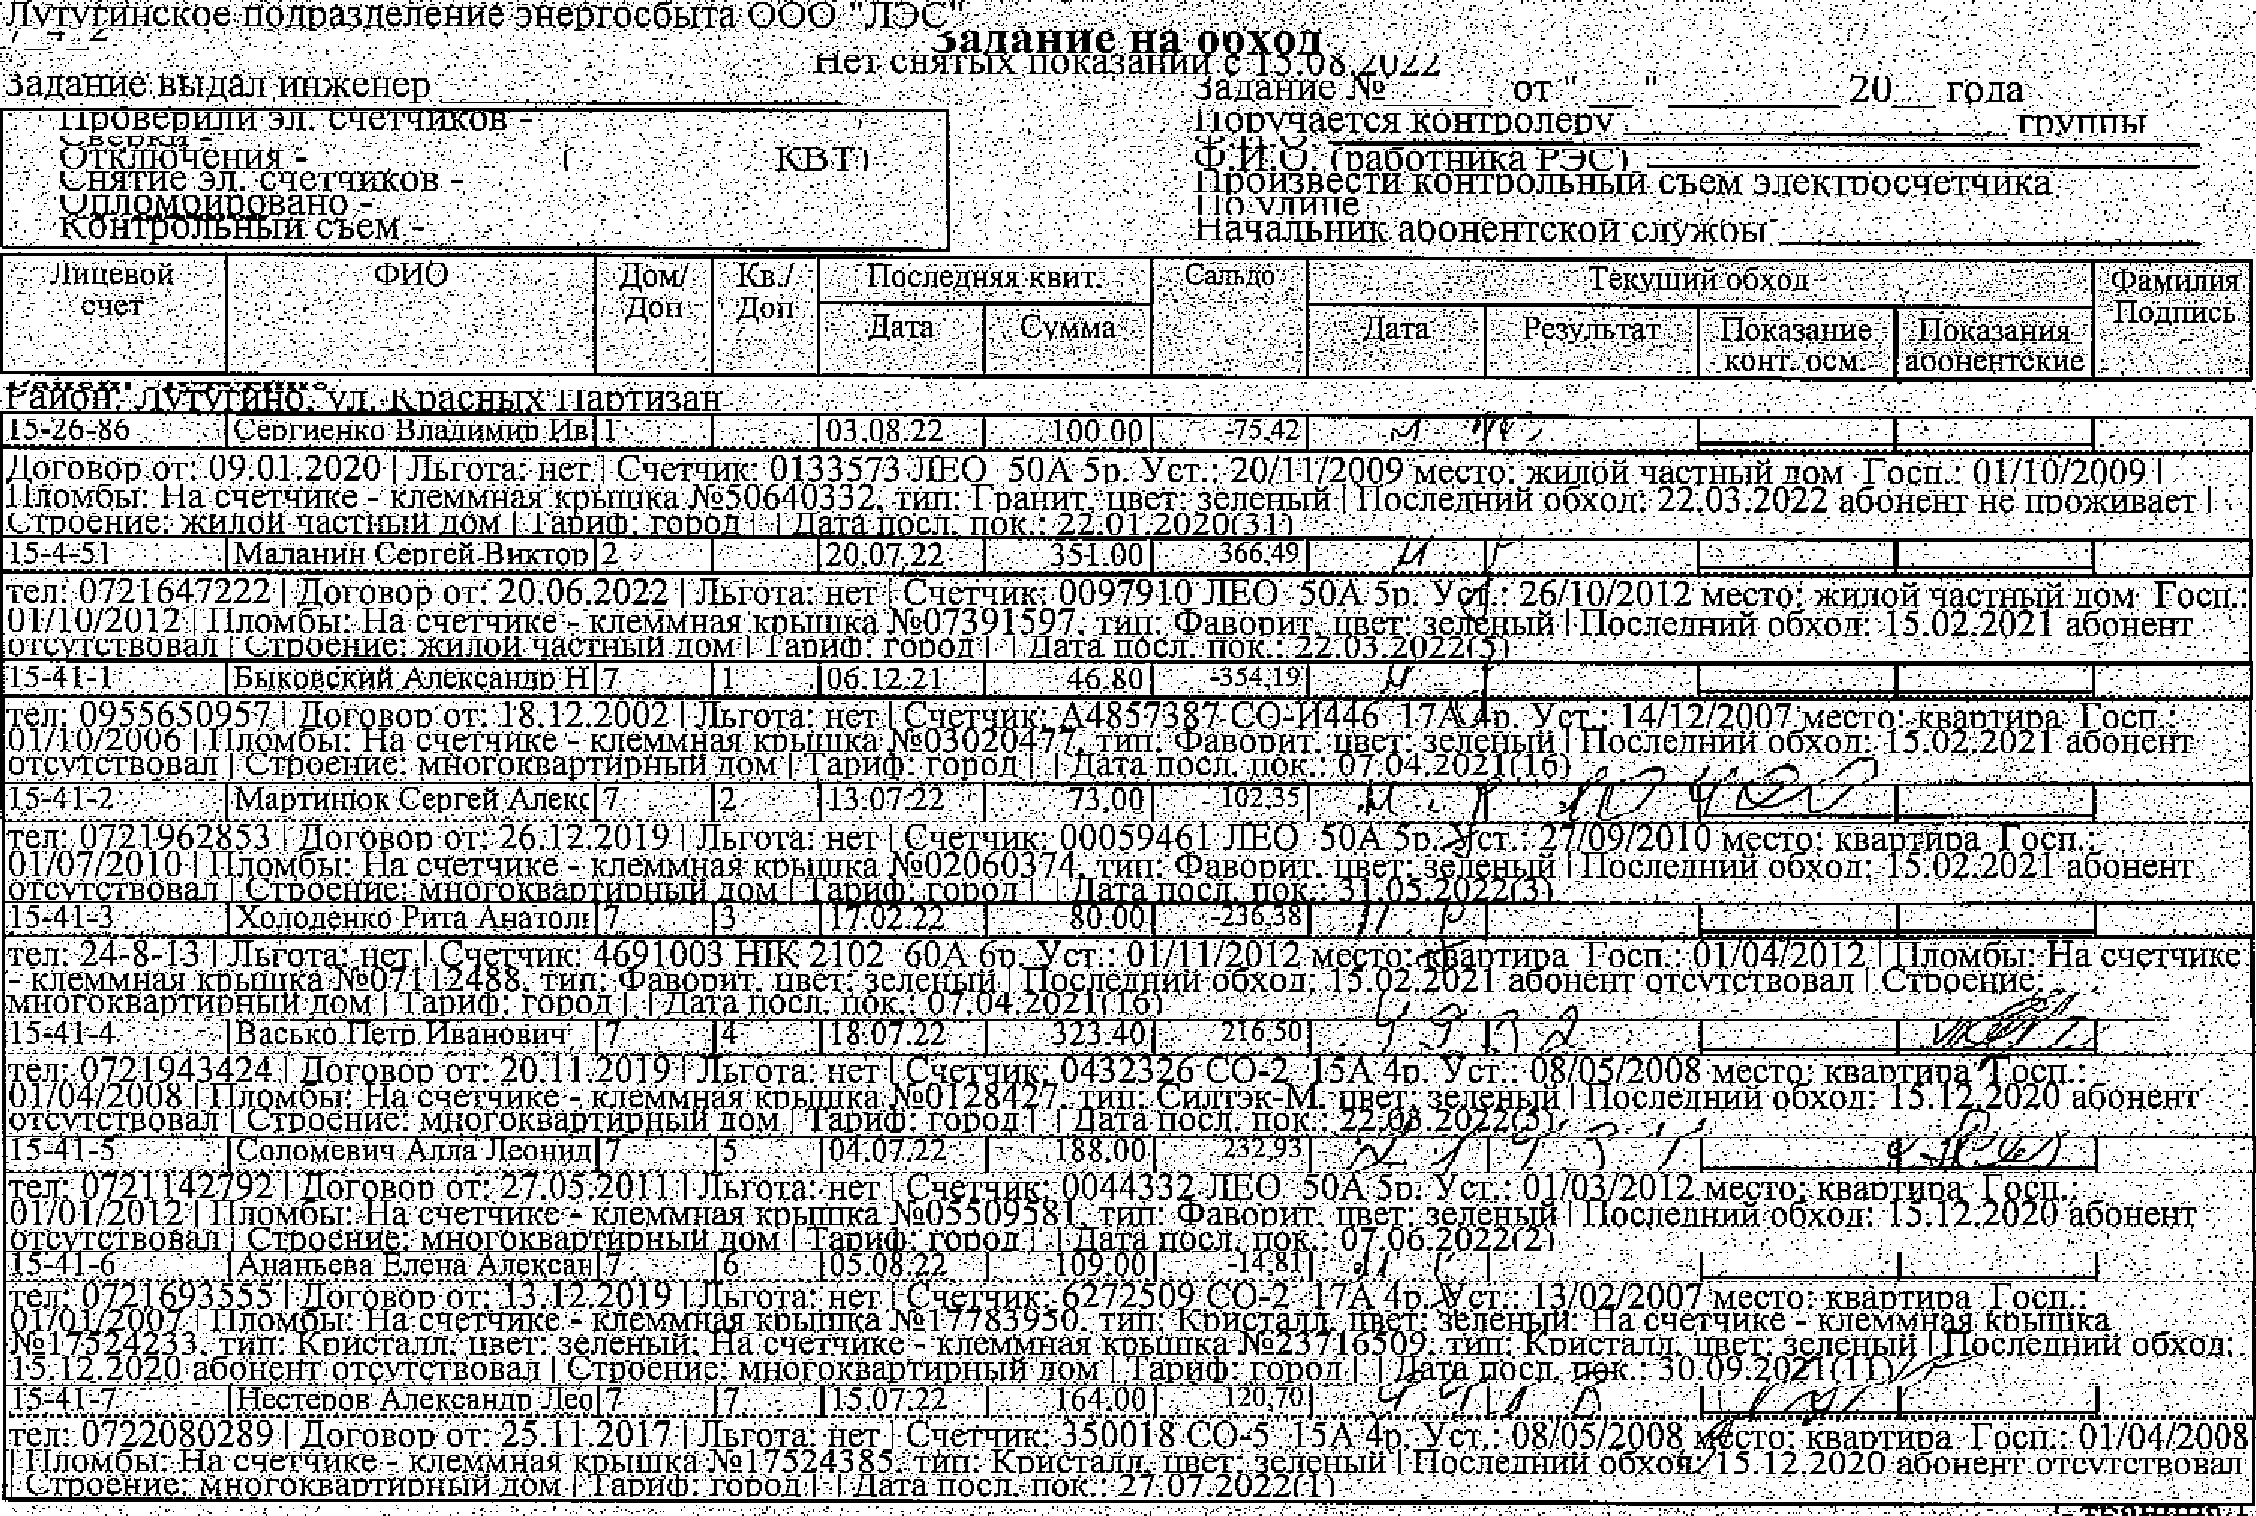 Лутугинское подразделение энергосбыта ООО "ЛЭС"
7_4_2
Задание на обход
Нет снятых показаний с 15.08.2022
Задание выдал инженер
Задание № от " " 20 года
Проверили эл. счетчиков -
Поручается контролеру группы
Сверки -
Отключения - ( КВТ)
Ф.И.О. (работника РЭС)
Снятие эл. счетчиков -
Произвести контрольный съем электросчетчика
Опломбировано -
По улице
Контрольный съем -
Начальник абонентской службы
Лицевой счет ФИО Дом/ Доп Кв./ Доп Последняя квит. Сальдо Текущий обход Фамилия Подпись
Дата Сумма Дата Результат Показание конт. осм. Показания абонентские
Район: Лутугино, ул. Красных Партизан
15-26-86 Сергиенко Владимир Ив 1 03.08.22 100.00 -75.42
Договор от: 09.01.2020 | Льгота: нет | Счетчик: 0133573 ЛЕО 50А 5р. Уст.: 20/11/2009 место: жилой частный дом Госп.: 01/10/2009 |
Пломбы: На счетчике - клеммная крышка №50640332, тип: Гранит, цвет: зеленый | Последний обход: 22.03.2022 абонент не проживает |
Строение: жилой частный дом | Тариф: город | | Дата посл. пок.: 22.01.2020(31)
15-4-51 Маланин Сергей Виктор 2 20.07.22 351.00 366.49
тел: 0721647222 | Договор от: 20.06.2022 | Льгота: нет | Счетчик: 0097910 ЛЕО 50А 5р. Уст.: 26/10/2012 место: жилой частный дом Госп.:
01/10/2012 | Пломбы: На счетчике - клеммная крышка №07391597, тип: Фаворит, цвет: зеленый | Последний обход: 15.02.2021 абонент
отсутствовал | Строение: жилой частный дом | Тариф: город | | Дата посл. пок.: 22.03.2022(5)
15-41-1 Быковский Александр Н 7 1 06.12.21 46.80 -354.19
тел: 0955650957 | Договор от: 18.12.2002 | Льгота: нет | Счетчик: А4857387 СО-И446 17А 4р. Уст.: 14/12/2007 место: квартира Госп.:
01/10/2006 | Пломбы: На счетчике - клеммная крышка №03020477, тип: Фаворит, цвет: зеленый | Последний обход: 15.02.2021 абонент
отсутствовал | Строение: многоквартирный дом | Тариф: город | | Дата посл. пок.: 07.04.2021(16)
15-41-2 Мартинюк Сергей Алекс 7 2 13.07.22 73.00 102.35
тел: 0721962853 | Договор от: 26.12.2019 | Льгота: нет | Счетчик: 0005946 ЛЕО 50А 5р. Уст.: 27/09/2010 место: квартира Госп.:
01/07/2010 | Пломбы: На счетчике - клеммная крышка №02060374, тип: Фаворит, цвет: зеленый | Последний обход: 15.02.2021 абонент
отсутствовал | Строение: многоквартирный дом | Тариф: город | | Дата посл. пок.: 31.05.2022(3)
15-41-3 Холоденко Рита Анатоль 7 3 17.02.22 80.00 -236.38
тел: 24-8-13 | Льгота: нет | Счетчик: 4691003 НІК 2102 60А 6р. Уст.: 01/11/2012 место: квартира Госп.: 01/04/2012 | Пломбы: На счетчике
- клеммная крышка №07112488, тип: Фаворит, цвет: зеленый | Последний обход: 15.02.2021 абонент отсутствовал | Строение:
многоквартирный дом | Тариф: город | | Дата посл. пок.: 07.04.2021(16)
15-41-4 Васько Петр Иванович 7 4 18.07.22 323.40 216.50
тел: 0721943424 | Договор от: 20.11.2019 | Льгота: нет | Счетчик: 0432326 СО-2 15А 4р. Уст.: 08/05/2008 место: квартира Госп.:
01/04/2008 | Пломбы: На счетчике - клеммная крышка №0128427, тип: Силтэк-М, цвет: зеленый | Последний обход: 15.12.2020 абонент
отсутствовал | Строение: многоквартирный дом | Тариф: город | | Дата посл. пок.:
15-41-5 Соломевич Алла Леонид 7 5 04.07.22 188.00 232.93
тел: 0721142792 | Договор от: 27.05.2011 | Льгота: нет | Счетчик: 0044332 ЛЕО 50А 5р. Уст.: 01/03/2012 место: квартира Госп.:
01/01/2012 | Пломбы: На счетчике - клеммная крышка №05509581, тип: Фаворит, цвет: зеленый | Последний обход: 15.12.2020 абонент
отсутствовал | Строение: многоквартирный дом | Тариф: город | | Дата посл. пок.: 07.06.2022(2)
15-41-6 Ананьева Елена Алексан 7 6 05.08.22 109.00 -14.81
тел: 0721693555 | Договор от: 13.12.2019 | Льгота: нет | Счетчик: 6272509 СО-2 17А 4р. Уст.: 13/02/2007 место: квартира Госп.:
01/01/2007 | Пломбы: На счетчике - клеммная крышка №17783950, тип: Кристалл, цвет: зеленый; На счетчике - клеммная крышка
№17524233, тип: Кристалл, цвет: зеленый; На счетчике - клеммная крышка №23716509, тип: Кристалл, цвет: зеленый | Последний обход:
15.12.2020 абонент отсутствовал | Строение: многоквартирный дом | Тариф: город | | Дата посл. пок.: 30.09.2021(11)
15-41-7 Нестеров Александр Лео 7 7 15.07.22 164.00 120.70
тел: 0722080289 | Договор от: 25.11.2017 | Льгота: нет | Счетчик: 350018 СО-5 15А 4р. Уст.: 08/05/2008 место: квартира Госп.: 01/04/2008
| Пломбы: На счетчике - клеммная крышка №17524385, тип: Кристалл, цвет: зеленый | Последний обход: 15.12.2020 абонент отсутствовал
| Строение: многоквартирный дом | Тариф: город | | Дата посл. пок.: 27.07.2022(1)